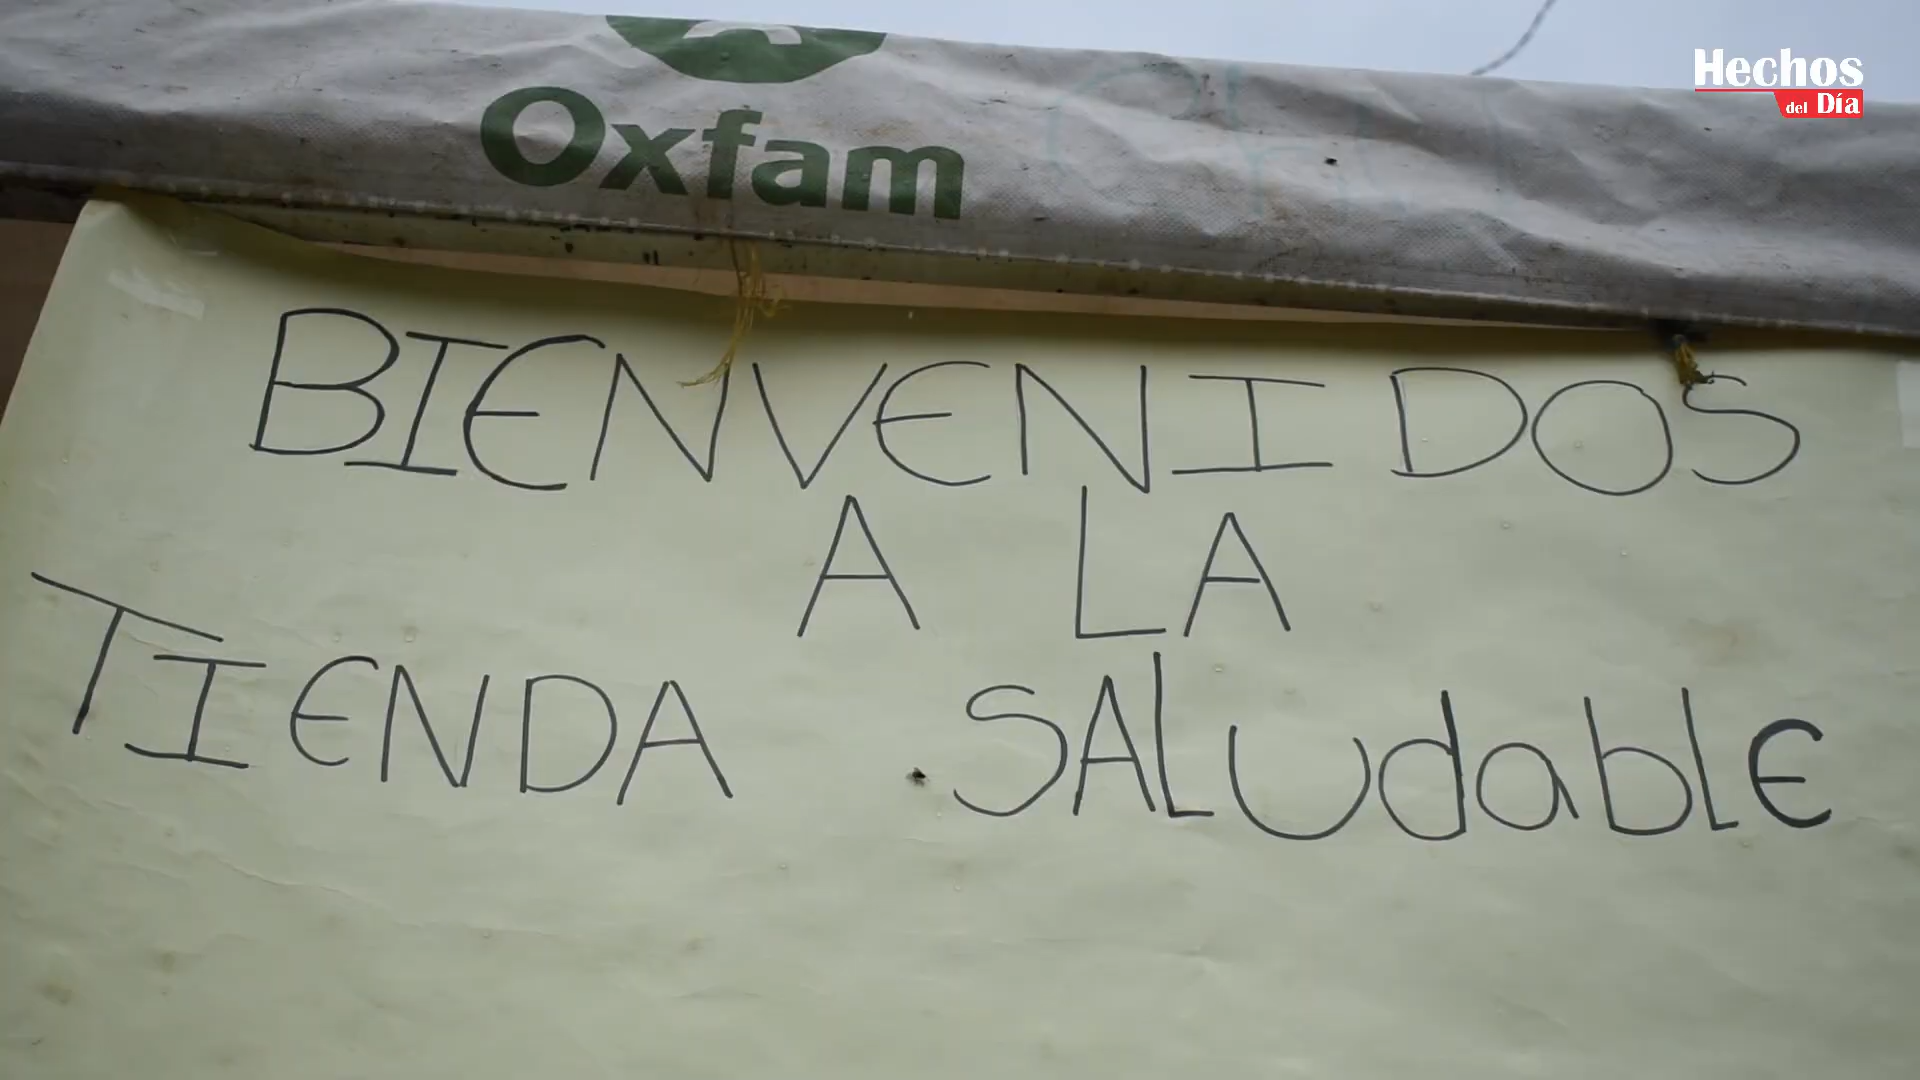 Hechos
del Día
Oxfam
BIENVENIDOS
A LA
TIENDA SALudablE